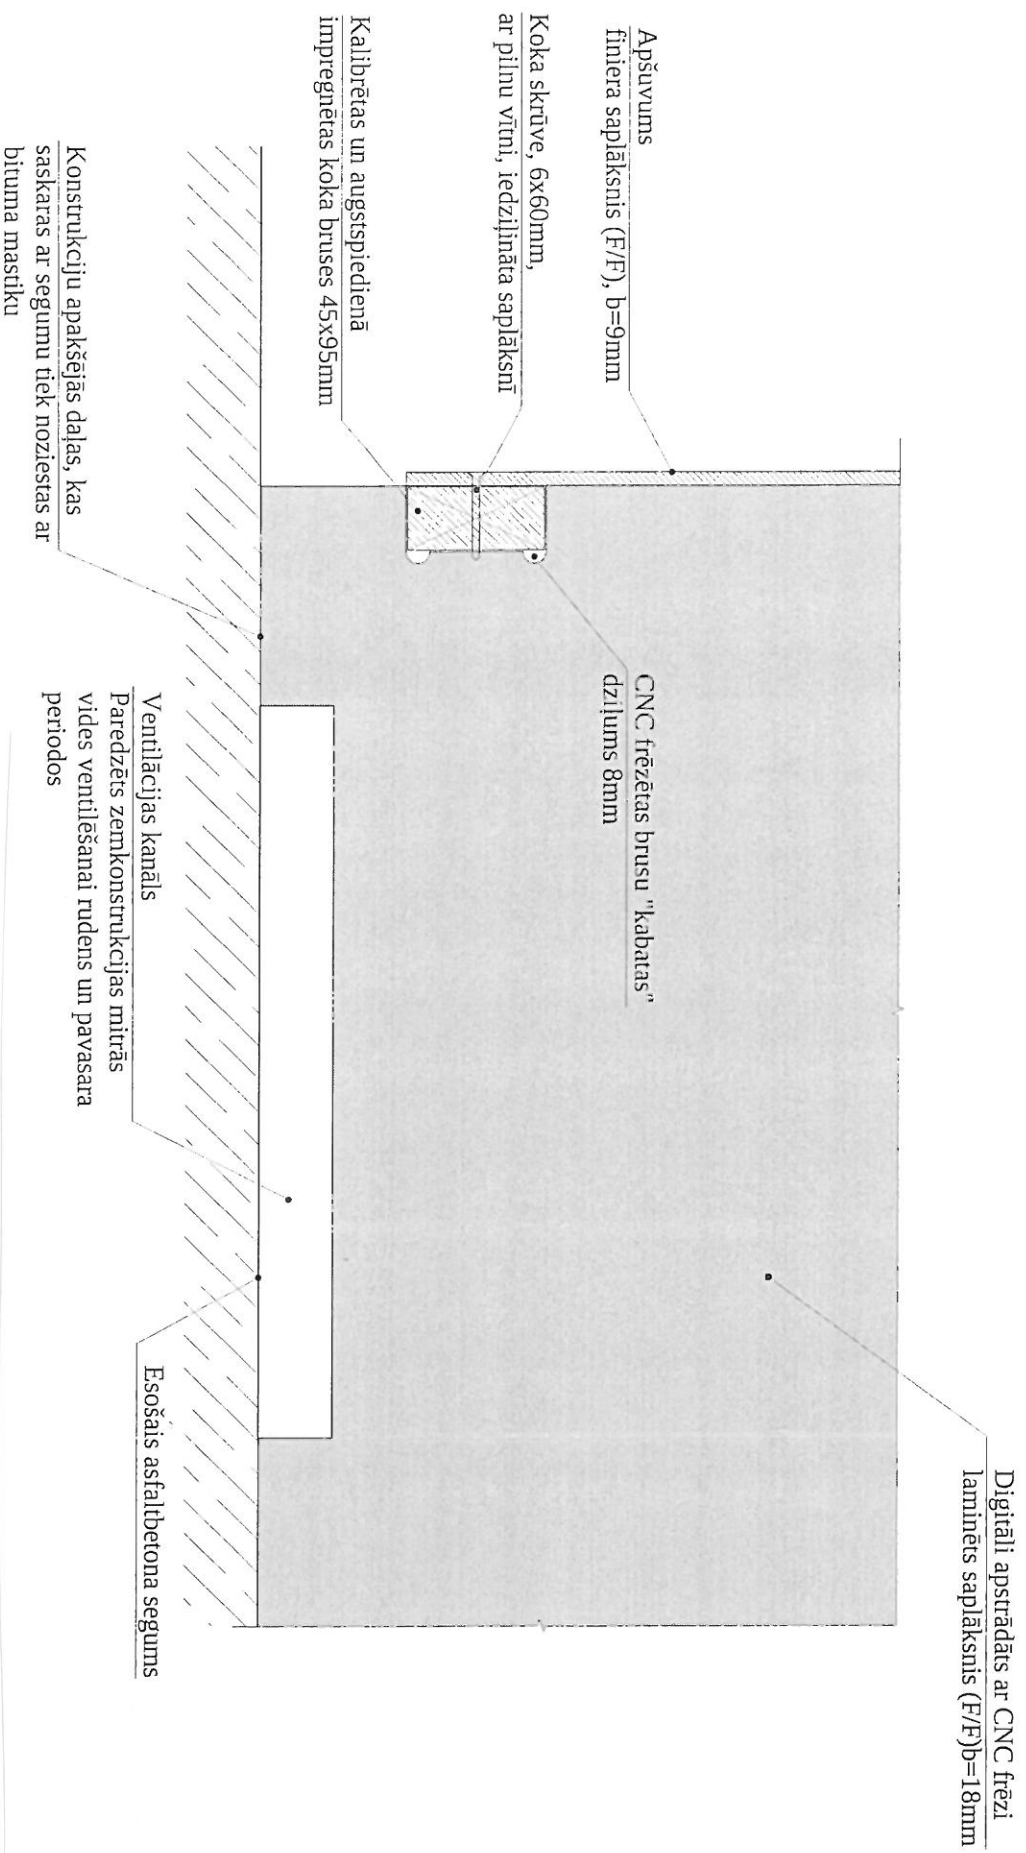 Digitāli apstrādāts ar CNC frēzi
laminēts saplāksnis (F/F)b=18mm
Apšuvums
finiera saplāksnis (F/F), b=9mm
CNC frēzētas brusu "kabatas"
dziļums 8mm
Koka skrūve, 6x60mm,
ar pilnu vītni, iedziļināta saplāksnī
Kalibrētas un augstspiedienā
impregnētas koka bruses 45x95mm
Esošais asfaltbetona segums
Ventilācijas kanāls
Paredzēts zemkonstrukcijas mitrās
vides ventilēšanai rudens un pavasara
periodos
Konstrukciju apakšējās daļas, kas
saskaras ar segumu tiek noziestas ar
bituma mastiku